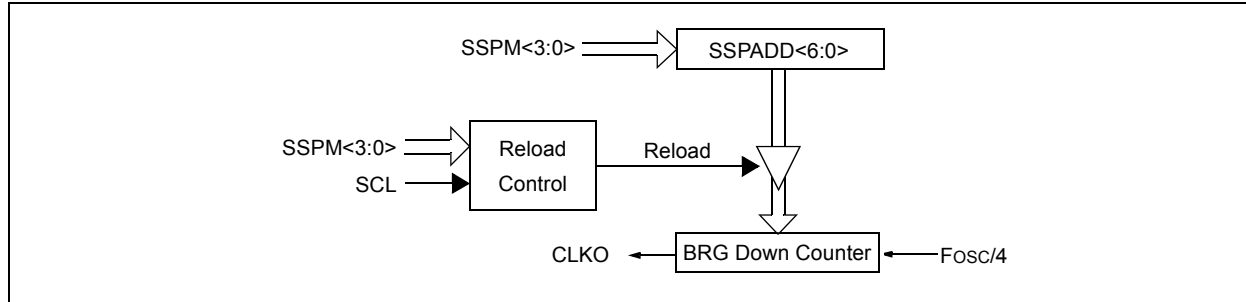 SSPM<3:0>
SSPADD<6:0>
SSPM<3:0>
Reload
Control
Reload
SCL
CLKO
BRG Down Counter
FOSC/4